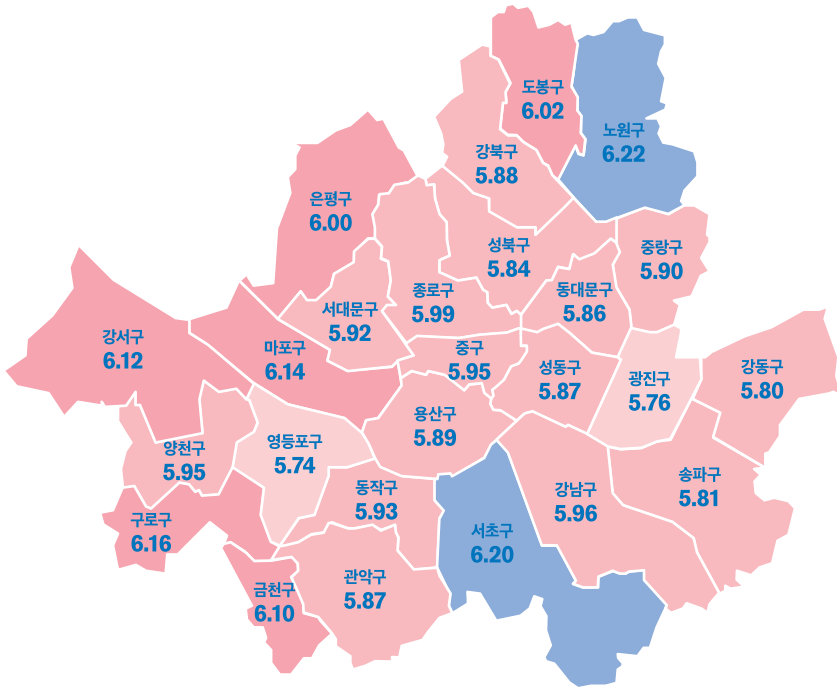 도봉구
6.02
노원구
6.22
강북구
5.88
은평구
6.00
성북구
5.84
중랑구
5.90
종로구
5.99
동대문구
5.86
서대문구
5.92
강서구
6.12
마포구
6.14
중구
5.95
성동구
5.87
광진구
5.76
강동구
5.80
용산구
5.89
양천구
5.95
영등포구
5.74
동작구
5.93
강남구
5.96
송파구
5.81
구로구
6.16
서초구
6.20
금천구
6.10
관악구
5.87